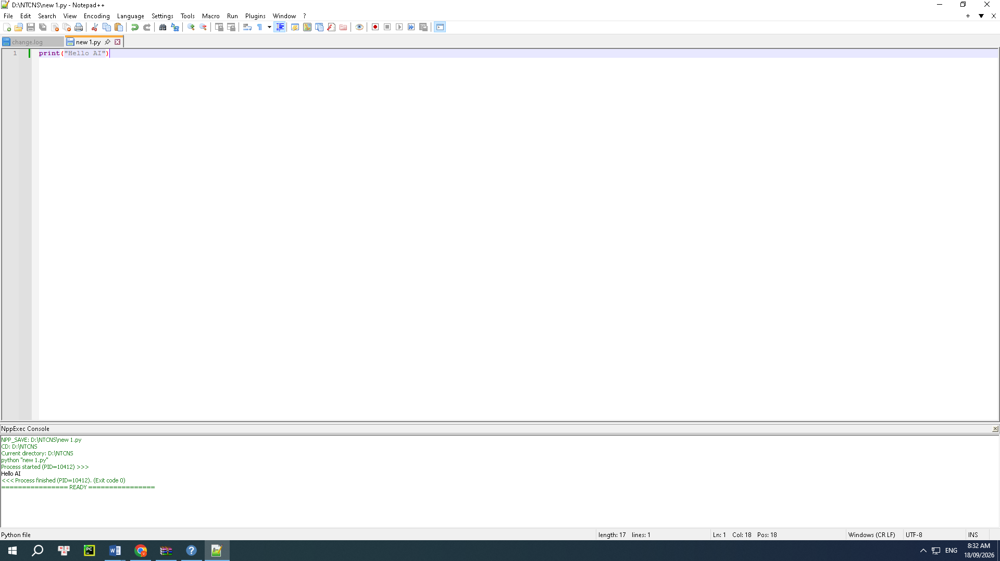 D:\NTCNS\new 1.py - Notepad++
File Edit Search View Encoding Language Settings Tools Macro Run Plugins Window ?
+ ▼ X
change.log new 1.py
1 print("Hello AI")
NppExec Console
NPP_SAVE: D:\NTCNS\new 1.py
CD: D:\NTCNS
Current directory: D:\NTCNS
python "new 1.py"
Process started (PID=10412) >>>
Hello AI
<<< Process finished (PID=10412). (Exit code 0)
================ READY ================
Python file length: 17 lines: 1 Ln: 1 Col: 18 Pos: 18 Windows (CR LF) UTF-8 INS
ENG 8:32 AM
18/09/2026